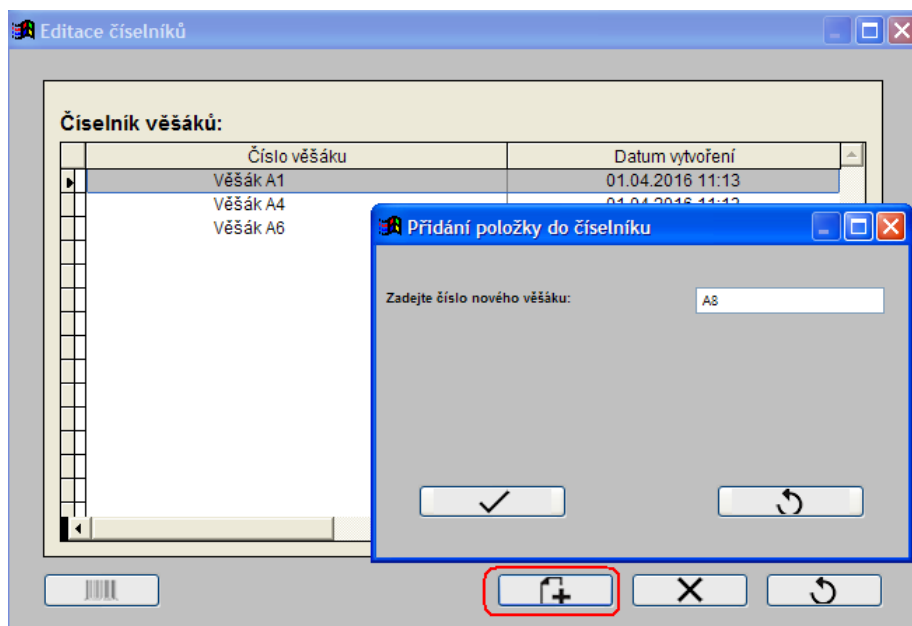 Editace číselníků
Číselník věšáků:
Číslo věšáku Datum vytvoření
Věšák A1 01.04.2016 11:13
Věšák A4
Věšák A6
Přidání položky do číselníku
Zadejte číslo nového věšáku: A8